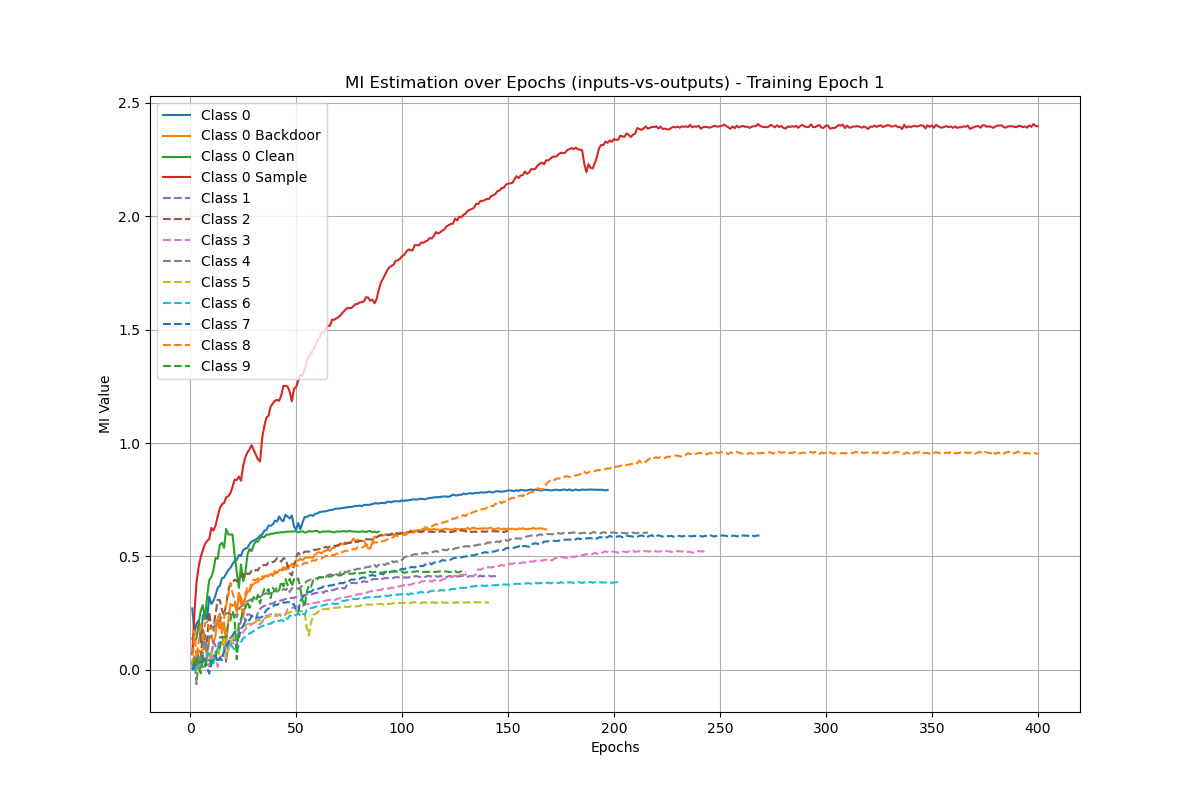 MI Estimation over Epochs (inputs-vs-outputs) - Training Epoch 1
MI Value
2.5
2.0
1.5
1.0
0.5
0.0
Class 0
Class 0 Backdoor
Class 0 Clean
Class 0 Sample
Class 1
Class 2
Class 3
Class 4
Class 5
Class 6
Class 7
Class 8
Class 9
0 50 100 150 200 250 300 350 400
Epochs